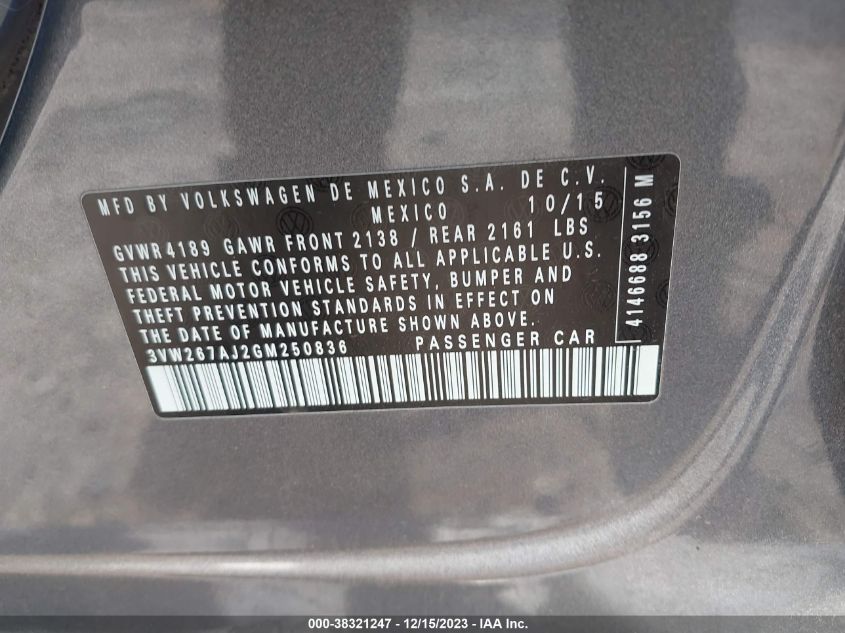 MFD BY VOLKSWAGEN DE MEXICO S.A. DE C.V.
MEXICO 10/15
GVWR 4189 GAWR FRONT 2138 / REAR 2161 LBS
THIS VEHICLE CONFORMS TO ALL APPLICABLE U.S.
FEDERAL MOTOR VEHICLE SAFETY, BUMPER AND
THEFT PREVENTION STANDARDS IN EFFECT ON
THE DATE OF MANUFACTURE SHOWN ABOVE.
3VW267AJ2GM250836 PASSENGER CAR
4146688 3156 M
000-38321247 - 12/15/2023 - IAA Inc.